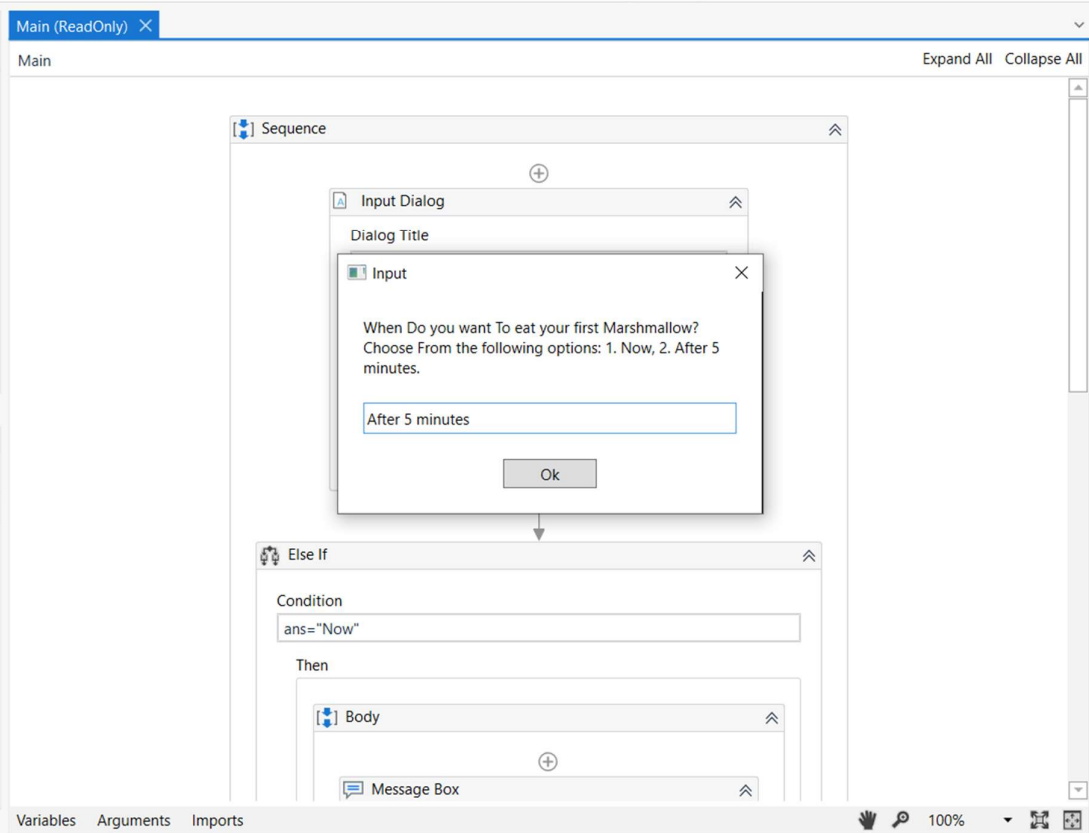 Main (ReadOnly)
Main
Expand All Collapse All
Sequence
Input Dialog
Dialog Title
Input
When Do you want To eat your first Marshmallow?
Choose From the following options: 1. Now, 2. After 5
minutes.
After 5 minutes
Ok
Else If
Condition
ans="Now"
Then
Body
Message Box
Variables Arguments Imports 100%